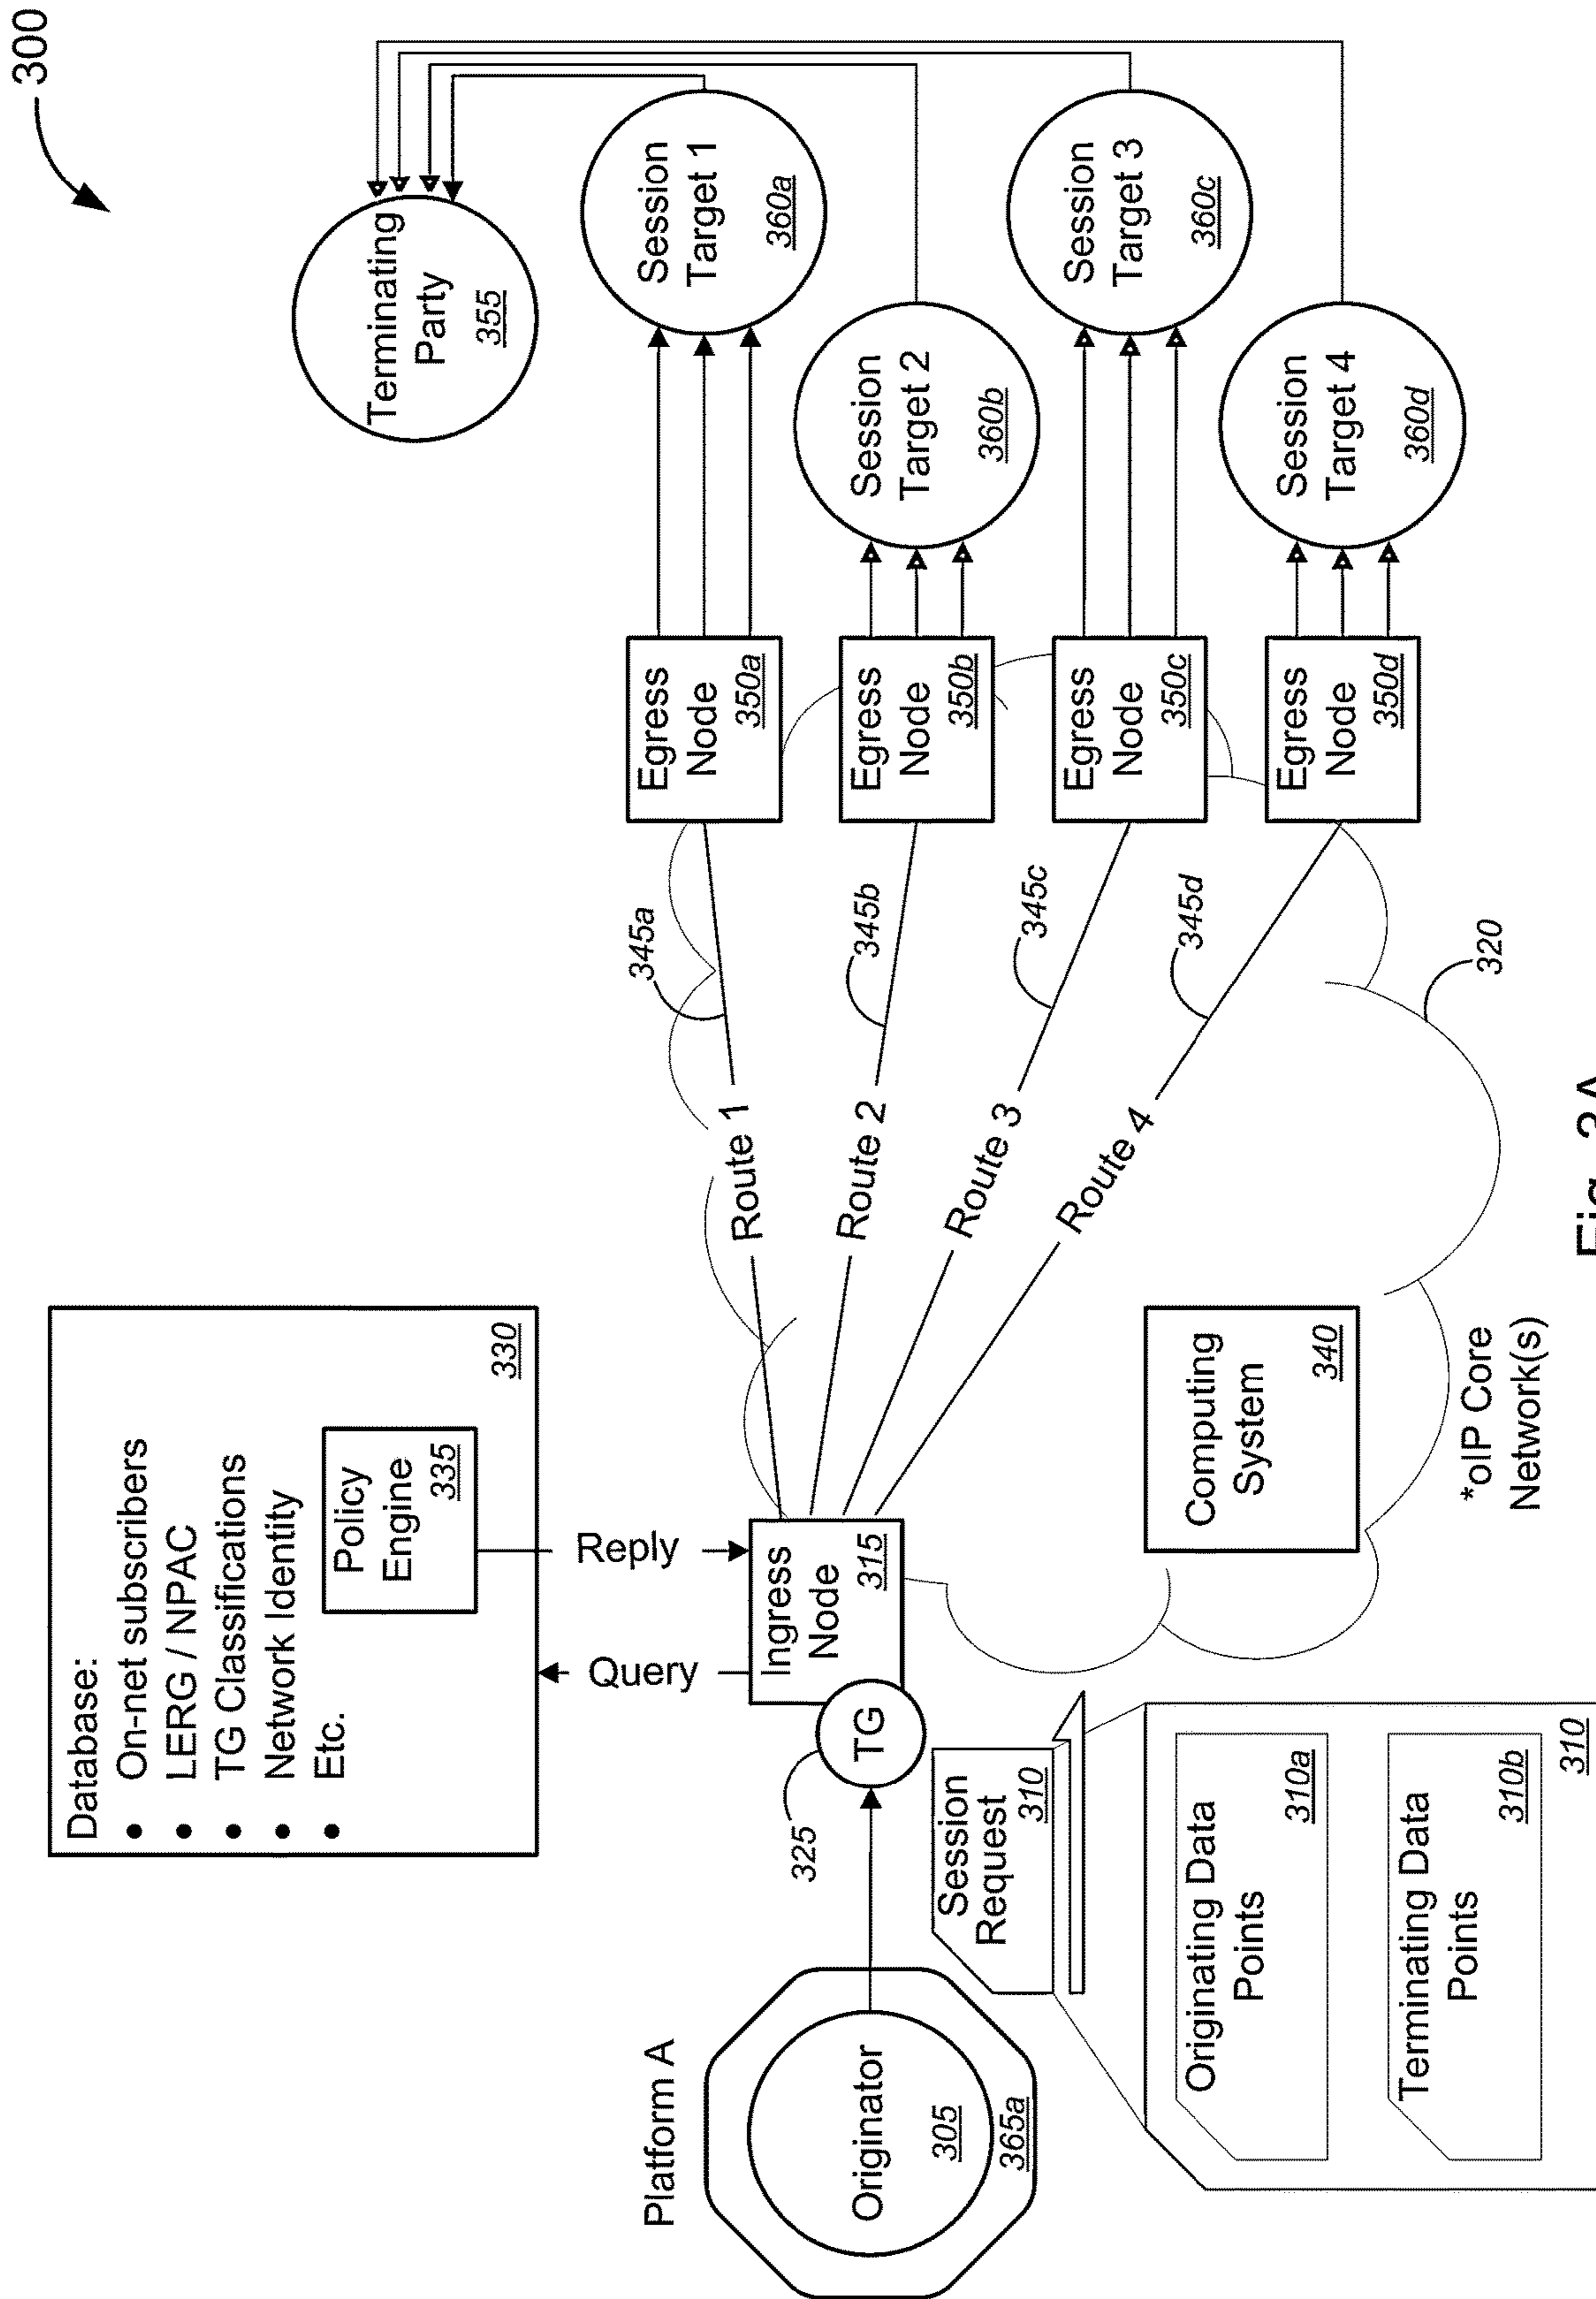 300
Database:
• On-net subscribers
• LERG / NPAC
• TG Classifications
• Network Identity
• Etc.
Policy
Engine
335
330
Query
Reply
Platform A
Originator
305
365a
325
TG
Ingress
Node
315
Session
Request
310
Originating Data
Points
310a
Terminating Data
Points
310b
310
Computing
System
340
*oIP Core
Network(s)
320
Route 1
Route 2
Route 3
Route 4
345a
345b
345c
345d
Egress
Node
350a
Egress
Node
350b
Egress
Node
350c
Egress
Node
350d
Terminating
Party
355
Session
Target 1
360a
Session
Target 2
360b
Session
Target 3
360c
Session
Target 4
360d
Fig. 3A